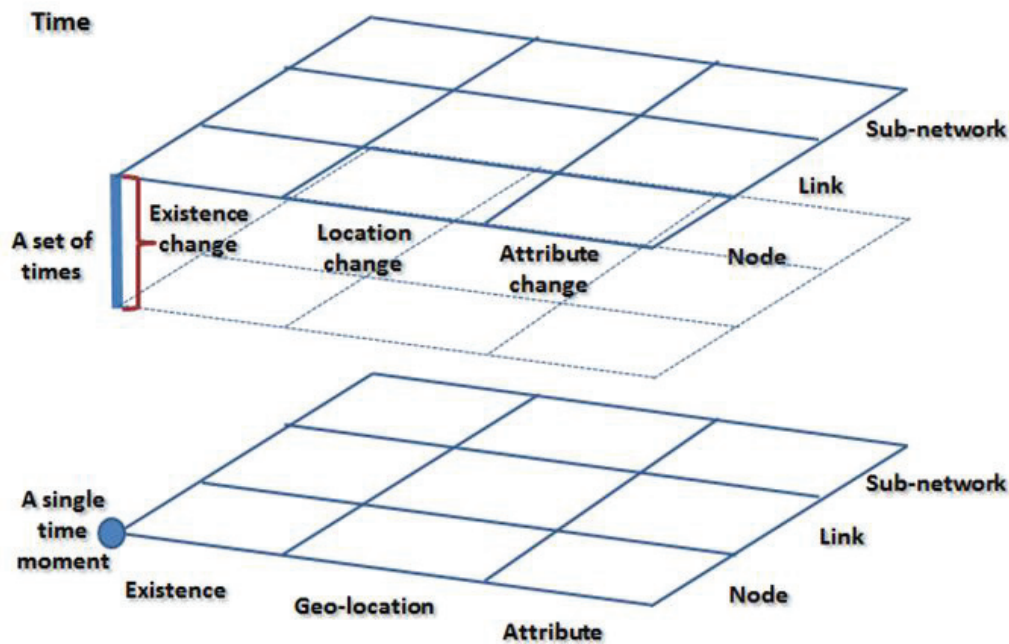 Time
Sub-network
Link
Node
Existence
change
Location
change
Attribute
change
A set of
times
Sub-network
Link
Node
A single
time
moment
Existence
Geo-location
Attribute